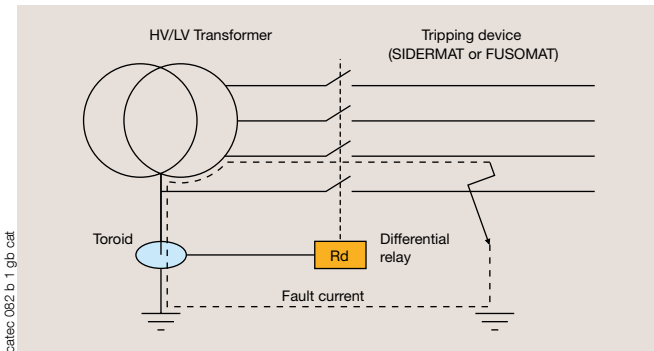 HV/LV Transformer
Tripping device
(SIDERMAT or FUSOMAT)
Toroid
Rd
Differential
relay
Fault current
catec 082 b 1 gb cat